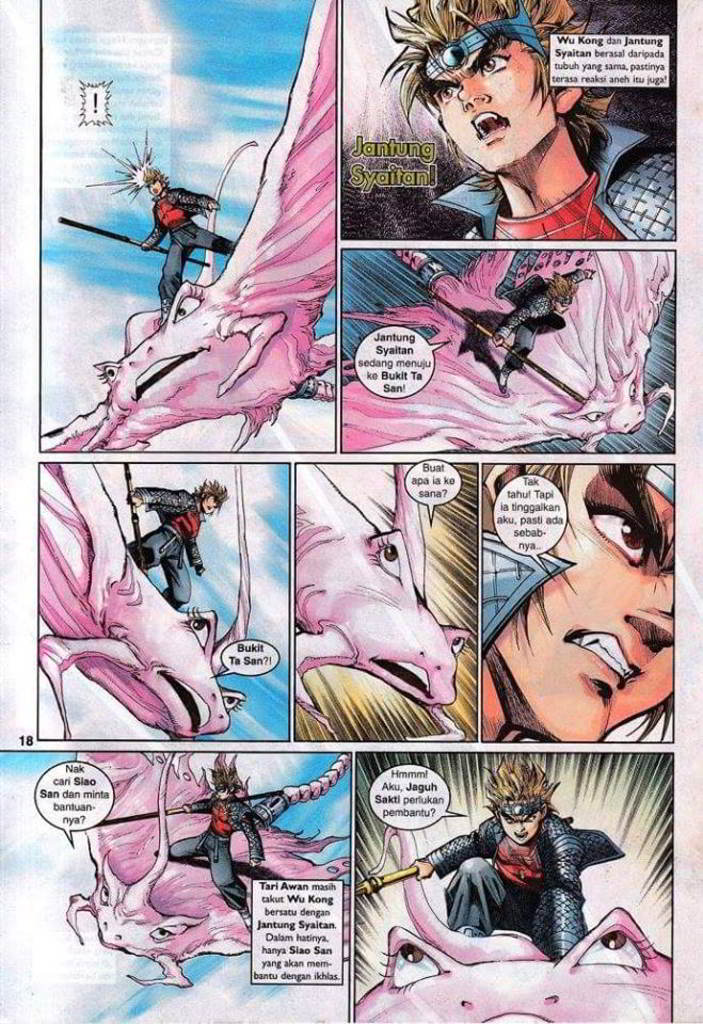 !
Wu Kong dan Jantung
Syaitan berasal daripada
tubuh yang sama, pastinya
terasa reaksi aneh itu juga!
Jantung
Syaitan!
Jantung
Syaitan
sedang menuju
ke Bukit Ta
San!
Bukit
Ta San?!
Buat
apa ia ke
sana?
Tak
tahu! Tapi
ia tinggalkan
aku, pasti ada
sebab-
nya..
18
Nak
cari Siao
San dan minta
bantuan-
nya?
Tari Awan masih
takut Wu Kong
bersatu dengan
Jantung Syaitan.
Dalam hatinya,
hanya Siao San
yang akan mem-
bantu dengan ikhlas.
Hmmm!
Aku, Jaguh
Sakti perlukan
pembantu?